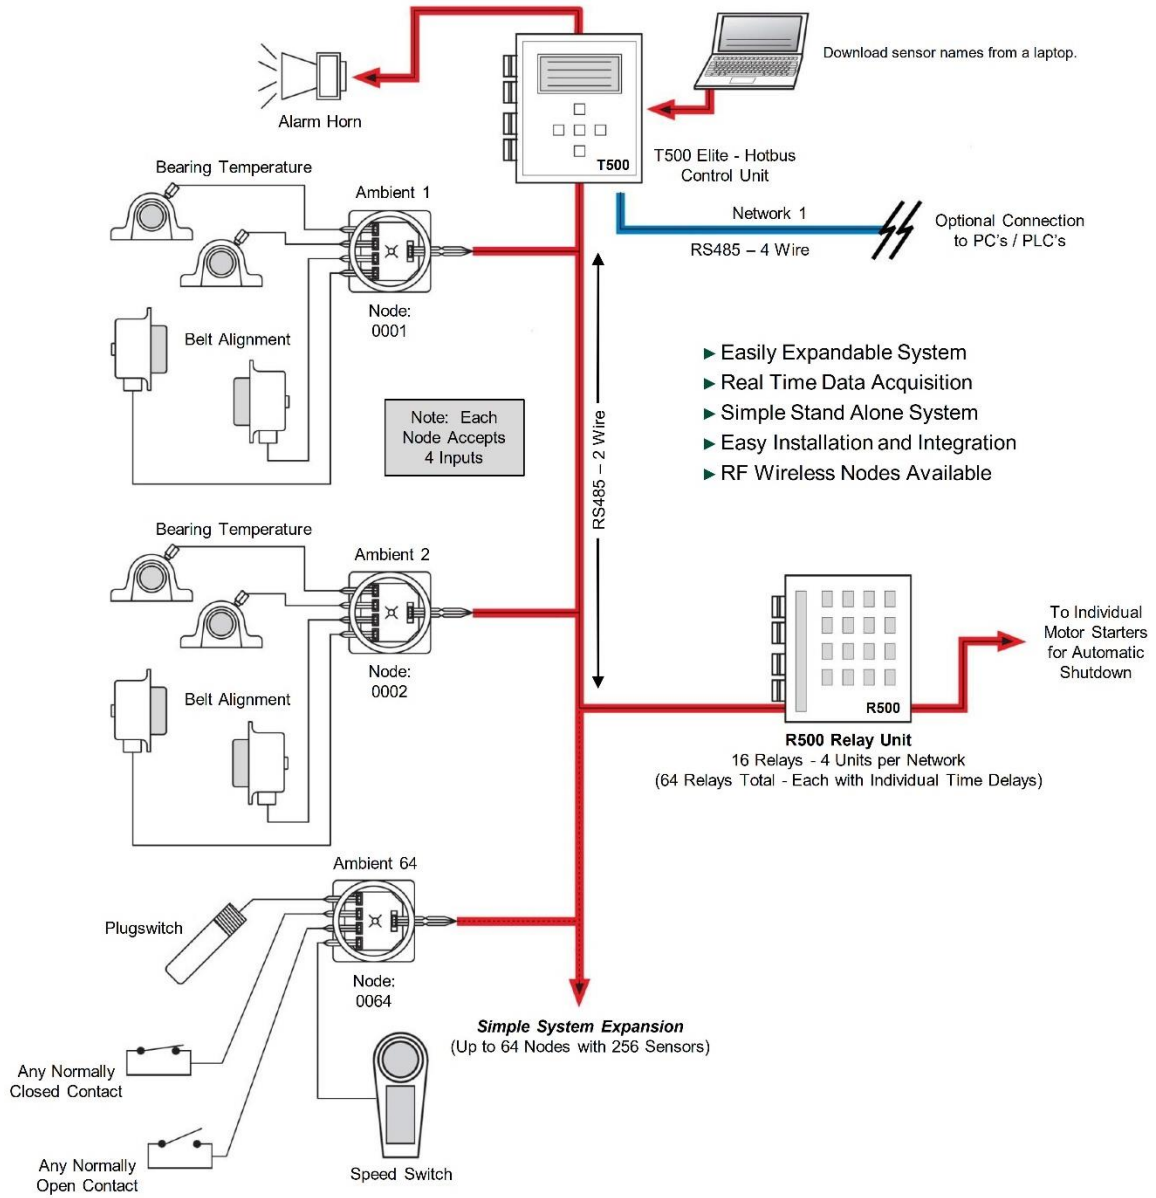 Download sensor names from a laptop.
Alarm Horn
T500
T500 Elite - Hotbus
Control Unit
Bearing Temperature
Ambient 1
Network 1
RS485 – 4 Wire
Optional Connection
to PC's / PLC's
Node:
0001
Belt Alignment
Note: Each
Node Accepts
4 Inputs
RS485 – 2 Wire
► Easily Expandable System
► Real Time Data Acquisition
► Simple Stand Alone System
► Easy Installation and Integration
► RF Wireless Nodes Available
Bearing Temperature
Ambient 2
Node:
0002
Belt Alignment
To Individual
Motor Starters
for Automatic
Shutdown
R500
R500 Relay Unit
16 Relays - 4 Units per Network
(64 Relays Total - Each with Individual Time Delays)
Ambient 64
Plugswitch
Node:
0064
Simple System Expansion
(Up to 64 Nodes with 256 Sensors)
Any Normally
Closed Contact
Any Normally
Open Contact
Speed Switch